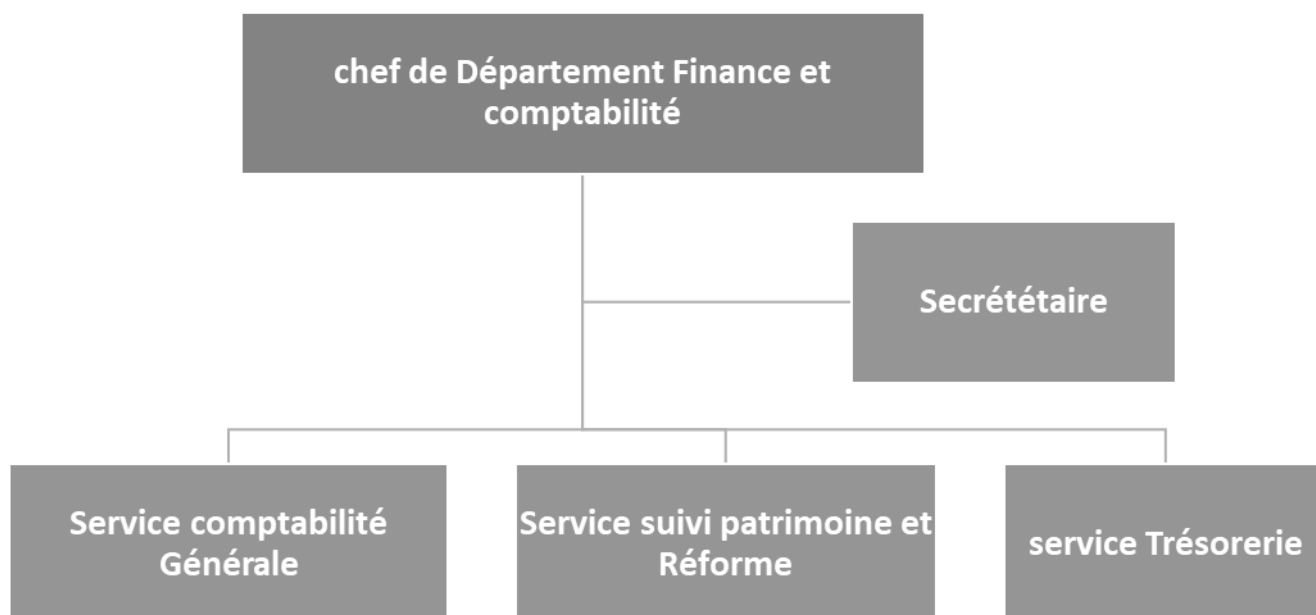 chef de Département Finance et
comptabilité
Secrététaire
Service comptabilité
Générale
Service suivi patrimoine et
Réforme
service Trésorerie